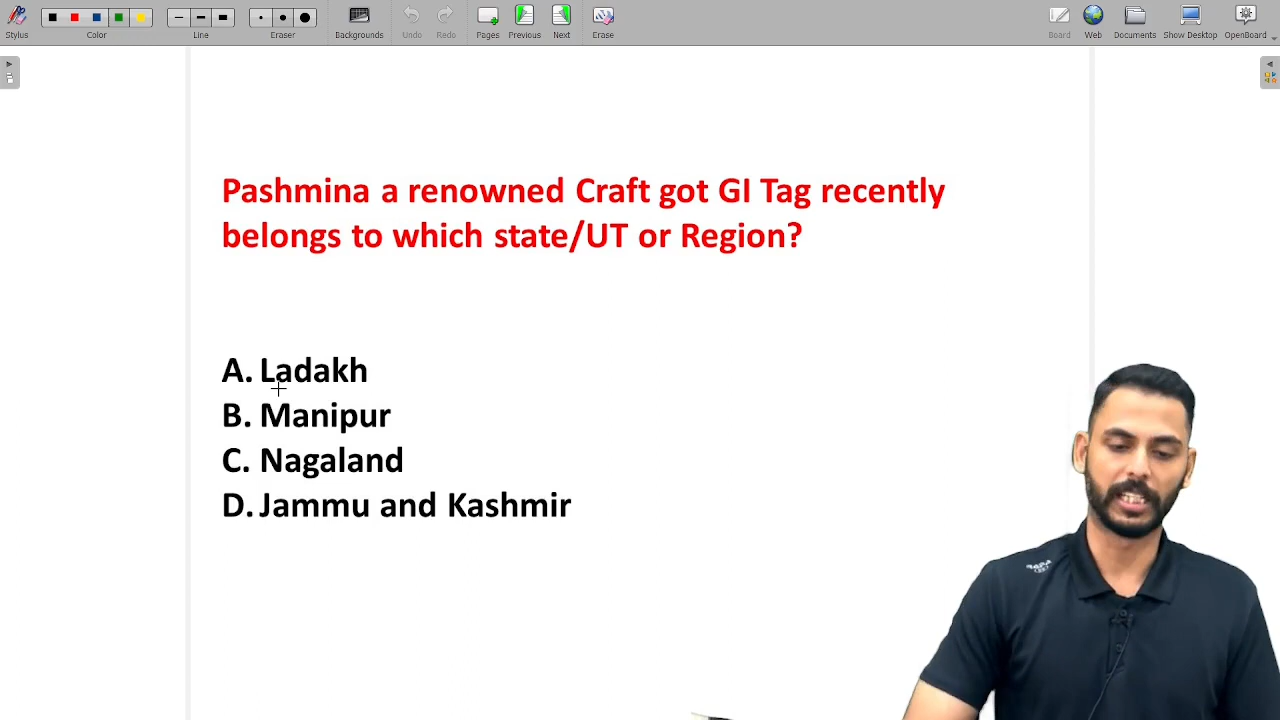 Stylus
Color
Line
Eraser
Backgrounds
Undo
Redo
Pages
Previous
Next
Erase
Board
Web
Documents
Show Desktop
OpenBoard
Pashmina a renowned Craft got GI Tag recently
belongs to which state/UT or Region?
A. Ladakh
B. Manipur
C. Nagaland
D. Jammu and Kashmir